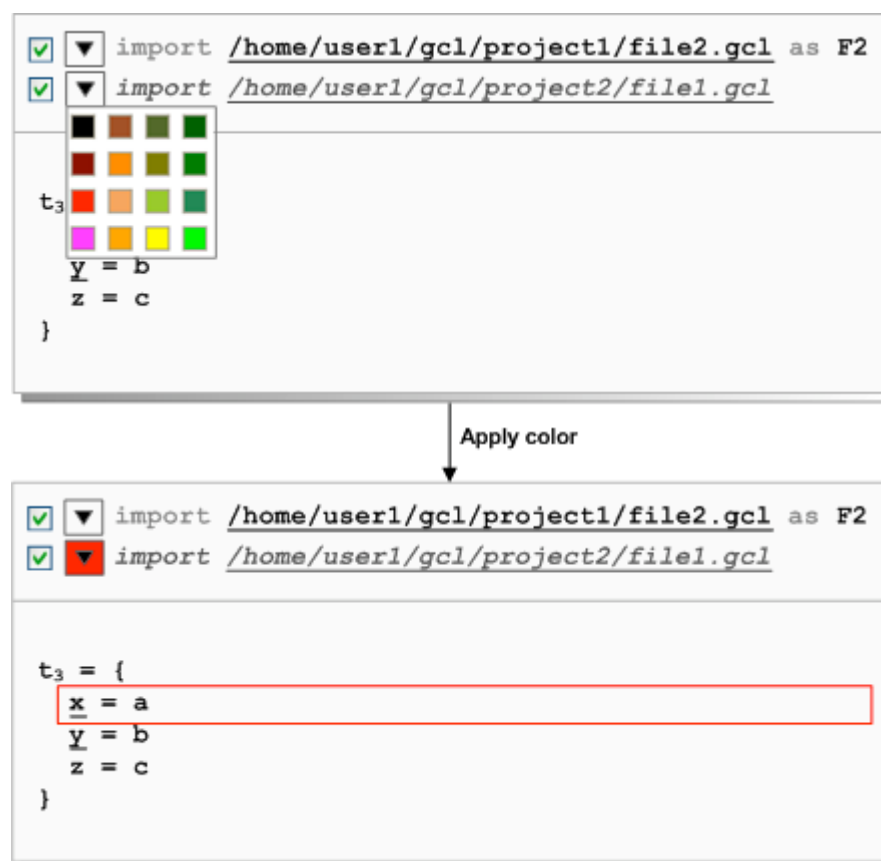 import /home/user1/gcl/project1/file2.gcl as F2
import /home/user1/gcl/project2/file1.gcl
t₃
y = b
z = c
}
Apply color
import /home/user1/gcl/project1/file2.gcl as F2
import /home/user1/gcl/project2/file1.gcl
t₃ = {
x = a
y = b
z = c
}